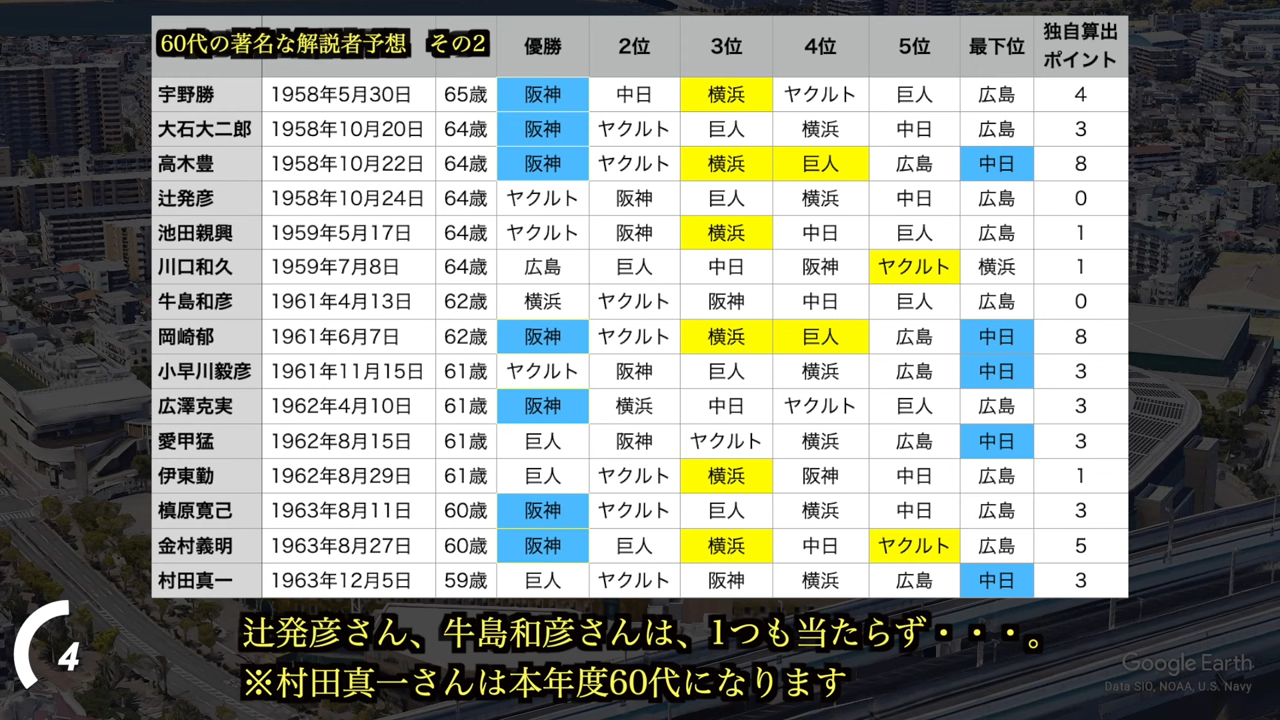 60代の著名な解説者予想 その2 優勝 2位 3位 4位 5位 最下位 独自算出ポイント
宇野勝 1958年5月30日 65歳 阪神 中日 横浜 ヤクルト 巨人 広島 4
大石大二郎 1958年10月20日 64歳 阪神 ヤクルト 巨人 横浜 中日 広島 3
高木豊 1958年10月22日 64歳 阪神 ヤクルト 横浜 巨人 広島 中日 8
辻発彦 1958年10月24日 64歳 ヤクルト 阪神 巨人 横浜 中日 広島 0
池田親興 1959年5月17日 64歳 ヤクルト 阪神 横浜 中日 巨人 広島 1
川口和久 1959年7月8日 64歳 広島 巨人 中日 阪神 ヤクルト 横浜 1
牛島和彦 1961年4月13日 62歳 横浜 ヤクルト 阪神 中日 巨人 広島 0
岡崎郁 1961年6月7日 62歳 阪神 ヤクルト 横浜 巨人 広島 中日 8
小早川毅彦 1961年11月15日 61歳 ヤクルト 阪神 巨人 横浜 広島 中日 3
広澤克実 1962年4月10日 61歳 阪神 横浜 中日 ヤクルト 巨人 広島 3
愛甲猛 1962年8月15日 61歳 巨人 阪神 ヤクルト 横浜 広島 中日 3
伊東勤 1962年8月29日 61歳 巨人 ヤクルト 横浜 阪神 中日 広島 1
槙原寛己 1963年8月11日 60歳 阪神 ヤクルト 巨人 横浜 中日 広島 3
金村義明 1963年8月27日 60歳 阪神 巨人 横浜 中日 ヤクルト 広島 5
村田真一 1963年12月5日 59歳 巨人 ヤクルト 阪神 横浜 広島 中日 3
辻発彦さん、牛島和彦さんは、1つも当たらず・・・。
4
※村田真一さんは本年度60代になります
Google Earth
Data SIO, NOAA, U.S. Navy